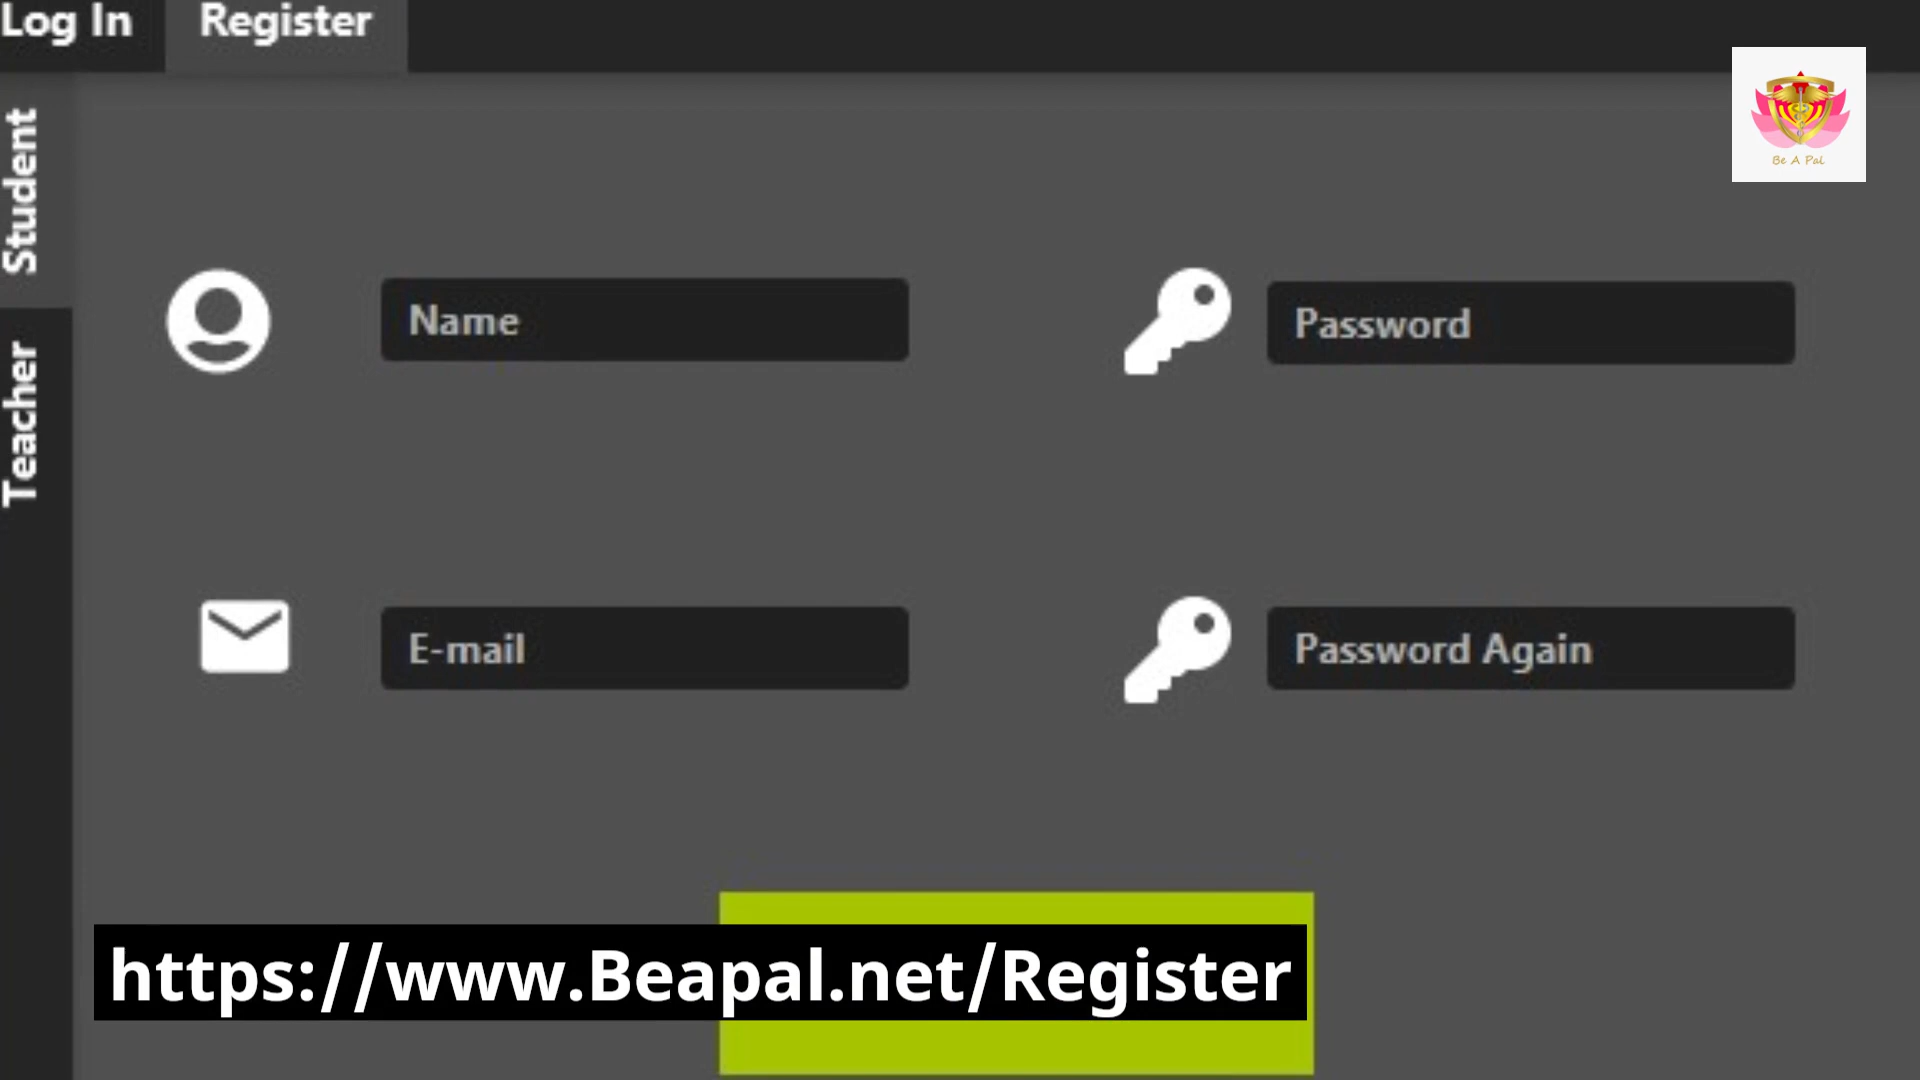 Log In
Register
Student
Teacher
Be A Pal
Name
Password
E-mail
Password Again
https://www.Beapal.net/Register